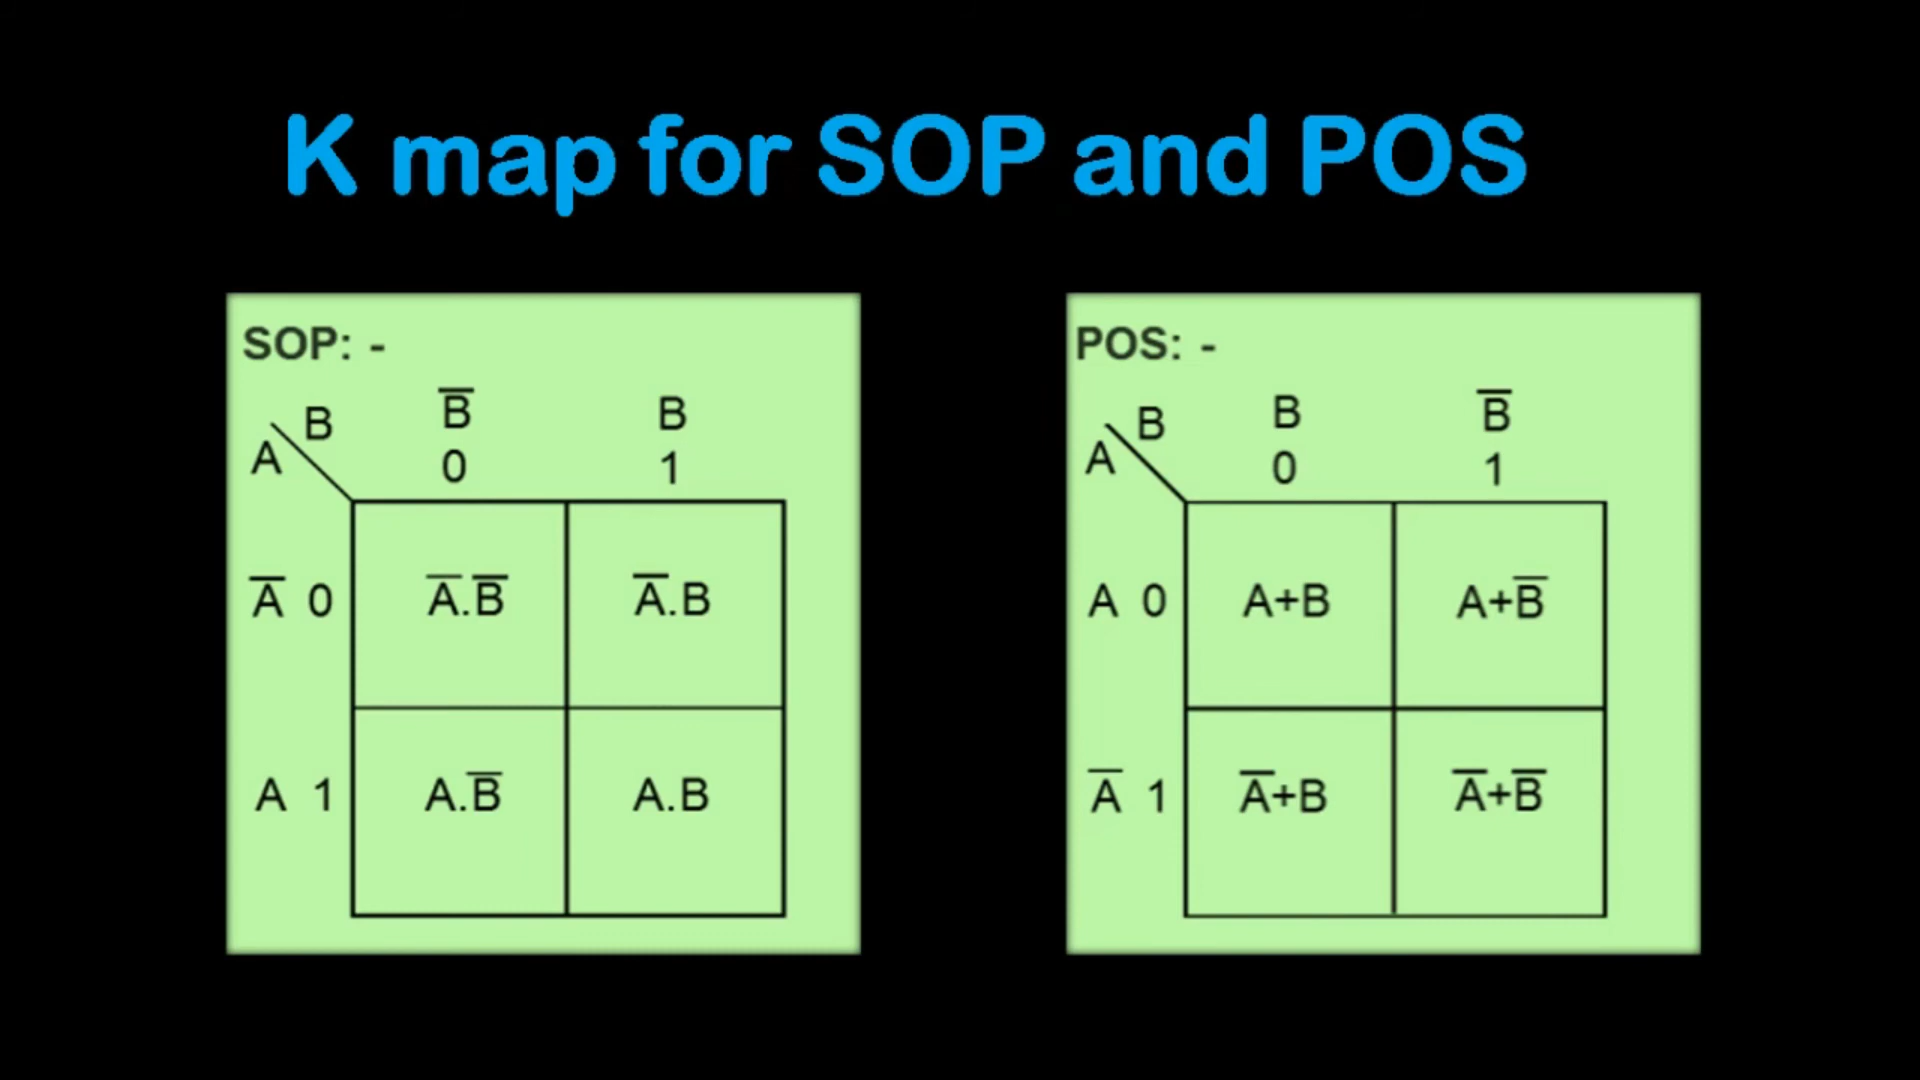 K map for SOP and POS
SOP: -
B
A
B̅
B
0
1
A̅ 0
A̅.B̅
A̅.B
A 1
A.B̅
A.B
POS: -
B
A
B
B̅
0
1
A 0
A+B
A+B̅
A̅ 1
A̅+B
A̅+B̅